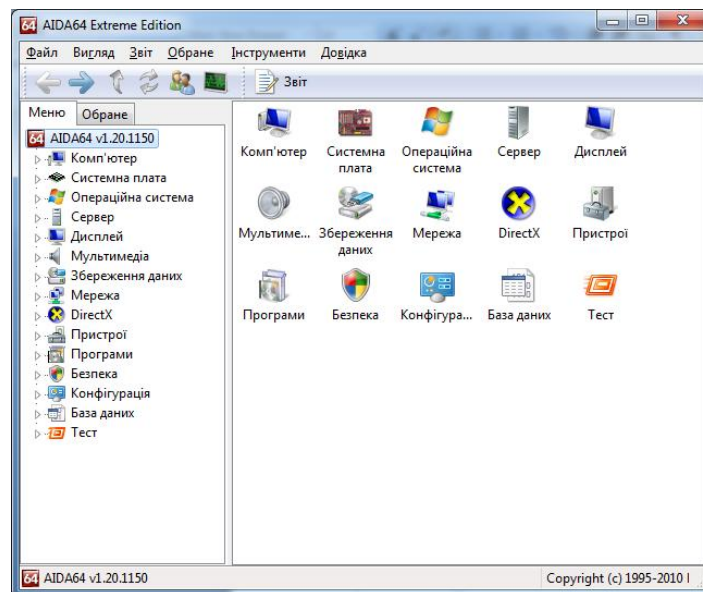 AIDA64 Extreme Edition
Файл Вигляд Звіт Обране Інструменти Довідка
Звіт
Меню Обране
AIDA64 v1.20.1150
Комп'ютер
Системна плата
Операційна система
Сервер
Дисплей
Мультимедіа
Збереження даних
Мережа
DirectX
Пристрої
Програми
Безпека
Конфігурація
База даних
Тест
Комп'ютер Системна плата Операційна система Сервер Дисплей
Мультиме... Збереження даних Мережа DirectX Пристрої
Програми Безпека Конфігура... База даних Тест
AIDA64 v1.20.1150
Copyright (c) 1995-2010